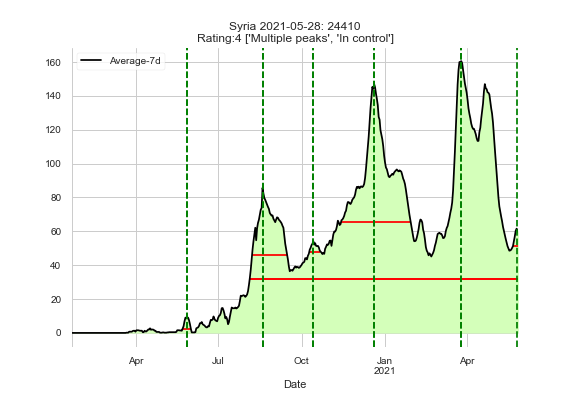 Syria 2021-05-28: 24410
Rating:4 ['Multiple peaks', 'In control']
Average-7d
160
140
120
100
80
60
40
20
0
Apr
Jul
Oct
Jan
2021
Apr
Date